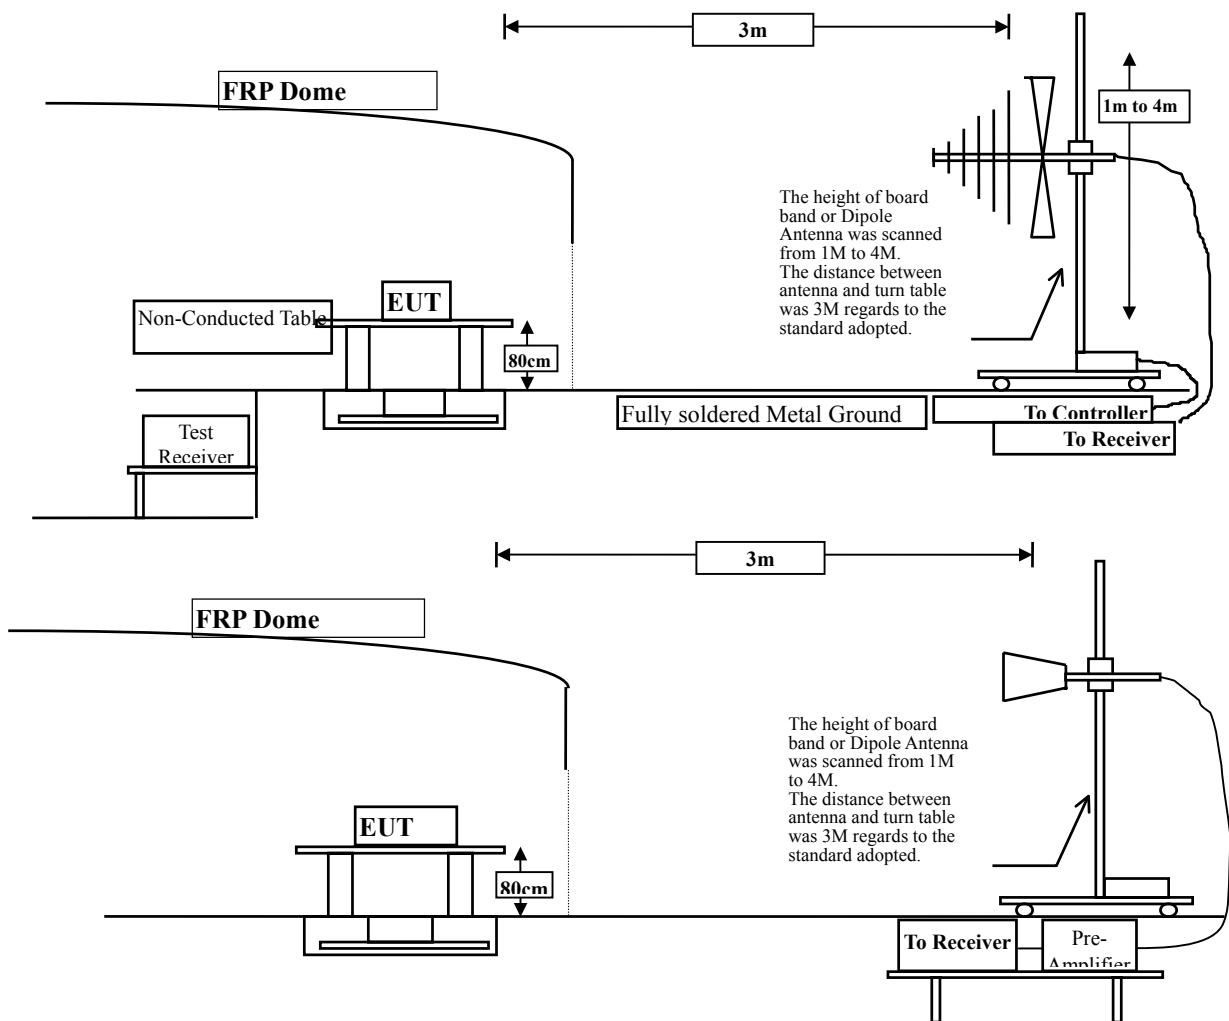 3m
FRP Dome
1m to 4m
The height of board
band or Dipole
Antenna was scanned
from 1M to 4M.
The distance between
antenna and turn table
was 3M regards to the
standard adopted.
EUT
Non-Conducted Table
80cm
Fully soldered Metal Ground
To Controller
To Receiver
Test
Receiver
3m
FRP Dome
The height of board
band or Dipole Antenna
was scanned from 1M
to 4M.
The distance between
antenna and turn table
was 3M regards to the
standard adopted.
EUT
80cm
To Receiver
Pre-
Amplifier